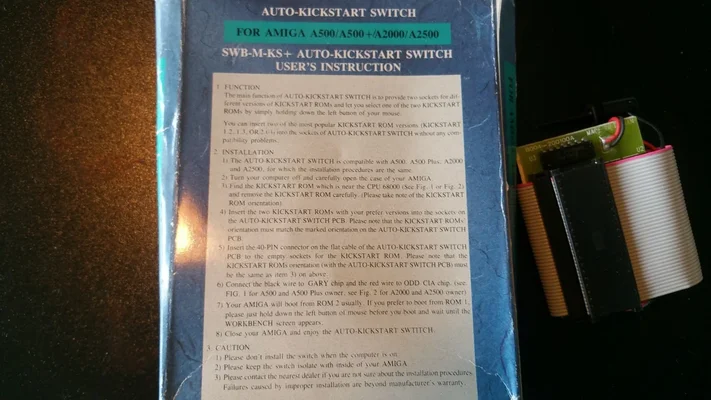 AUTO-KICKSTART SWITCH
FOR AMIGA A500/A500+/A2000/A2500
SWB-M-KS+ AUTO-KICKSTART SWITCH
USER'S INSTRUCTION
1. FUNCTION
The main function of AUTO-KICKSTART SWITCH is to provide two sockets for dif-
ferent versions of KICKSTART ROMs and let you select one of the two KICKSTART
ROMs by simply holding down the left button of your mouse.
You can insert two of the most popular KICKSTART ROM versions (KICKSTART
1.2, 1.3, OR 2.04) into the sockets of AUTO-KICKSTART SWITCH without any com-
patibility problems.
2. INSTALLATION
1) The AUTO-KICKSTART SWITCH is compatible with A500, A500 Plus, A2000
and A2500, for which the installation procedures are the same.
2) Turn your computer off and carefully open the case of your AMIGA.
3) Find the KICKSTART ROM which is next the CPU 68000 (See Fig. 1 or Fig. 2)
and remove the KICKSTART ROM carefully. (Please take note of the KICKSTART
ROM orientation).
4) Insert the two KICKSTART ROMs with your prefer versions into the sockets on
the AUTO-KICKSTART SWITCH PCB. Please note that the KICKSTART ROMs'
orientation must match the marked orientation on the AUTO-KICKSTART SWITCH
PCB.
5) Insert the 40-PIN connector on the flat cable of the AUTO-KICKSTART SWITCH
PCB to the empty sockets for the KICKSTART ROM. Please note that the
KICKSTART ROMs orientation (with the AUTO-KICKSTART SWITCH PCB) must
be the same as item 3) on above.
6) Connect the black wire to GARY chip and the red wire to ODD CIA chip. (see
FIG. 1 for A500 and A500 Plus owner, see Fig. 2 for A2000 and A2500 owner)
7) Your AMIGA will boot from ROM 2 usually. If you prefer to boot from ROM 1,
please just hold down the left button of mouse before you boot and wait until the
WORKBENCH screen appears.
8) Close your AMIGA and enjoy the AUTO-KICKSTART SWTITCH.
3. CAUTION
1) Please don't install the switch when the computer is on.
2) Please keep the switch isolate with inside of your AMIGA.
3) Please contact the nearest dealer if you are not sure about the installation procedures.
Failures caused by improper installation are beyond manufacturer's warranty.
U2